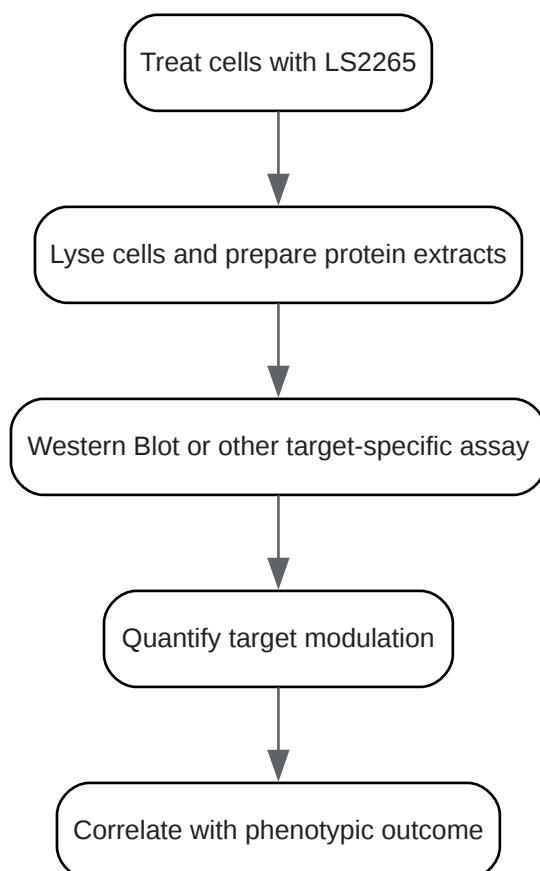 Treat cells with LS2265
Lyse cells and prepare protein extracts
Western Blot or other target-specific assay
Quantify target modulation
Correlate with phenotypic outcome